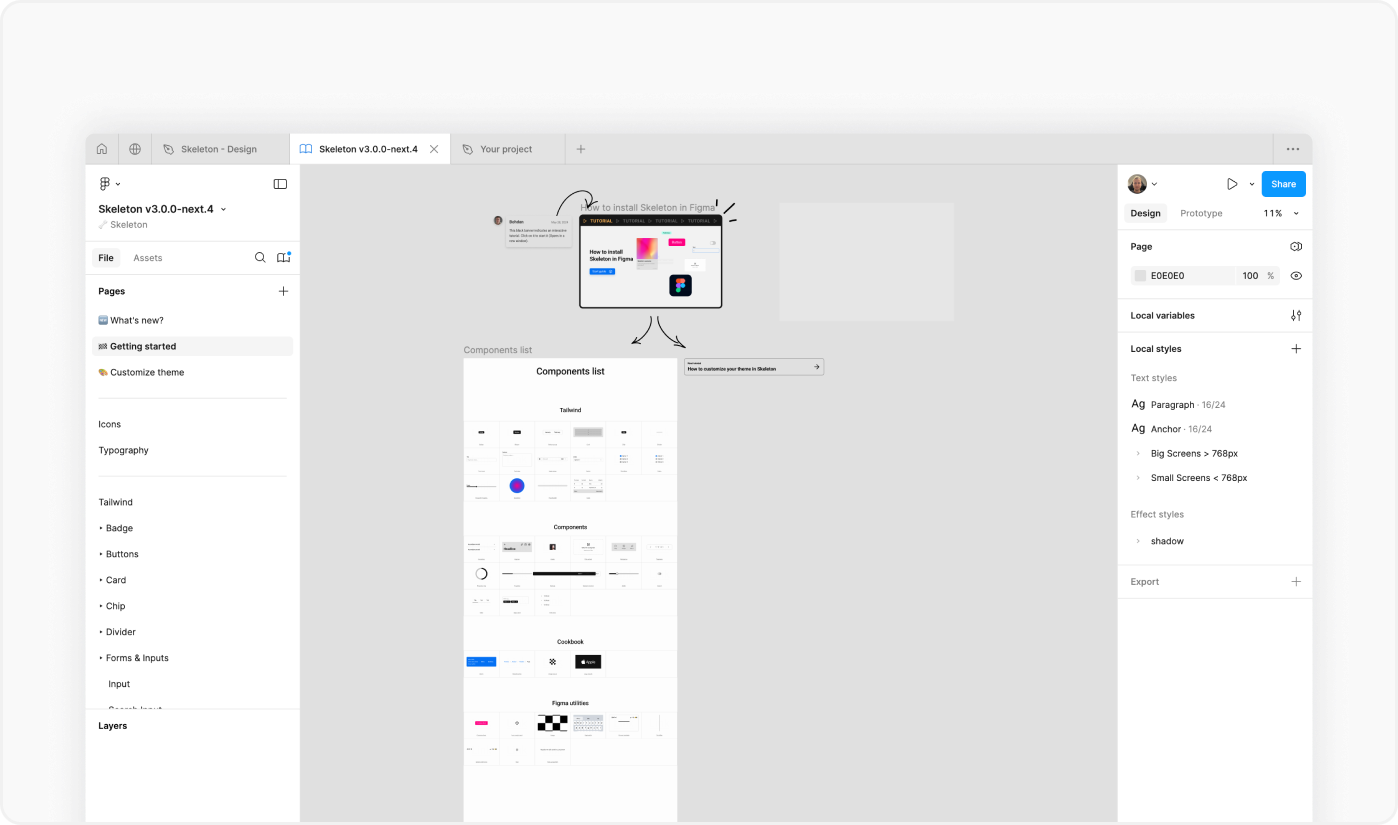 Skeleton - Design
Skeleton v3.0.0-next.4
Your project
Skeleton v3.0.0-next.4
🦴 Skeleton
File
Assets
Pages
🆕 What's new?
🏁 Getting started
🎨 Customize theme
Icons
Typography
Tailwind
Badge
Buttons
Card
Chip
Divider
Forms & Inputs
Input
Search Input
Layers
How to install Skeleton in Figma
Bohdan
TUTORIAL ▷ TUTORIAL ▷ TUTORIAL ▷ TUTORIAL
How to install
Skeleton in Figma
Components list
Components list
How to customize your theme in Skeleton
Tailwind
Components
Cookbook
Apple
Figma utilities
Share
Design
Prototype
11%
Page
E0E0E0
100
%
Local variables
Local styles
Text styles
Ag Paragraph · 16/24
Ag Anchor · 16/24
Big Screens > 768px
Small Screens < 768px
Effect styles
shadow
Export